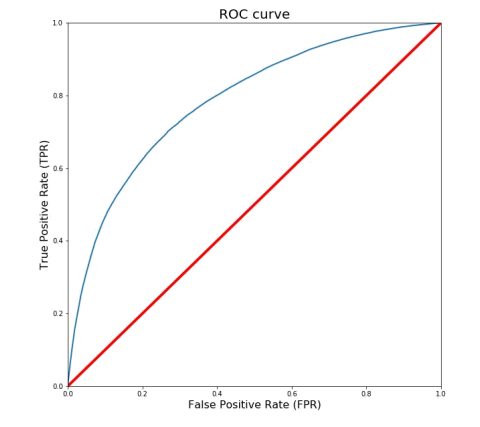 ROC curve
1.0
0.8
0.6
0.4
0.2
0.0
True Positive Rate (TPR)
0.0 0.2 0.4 0.6 0.8 1.0
False Positive Rate (FPR)